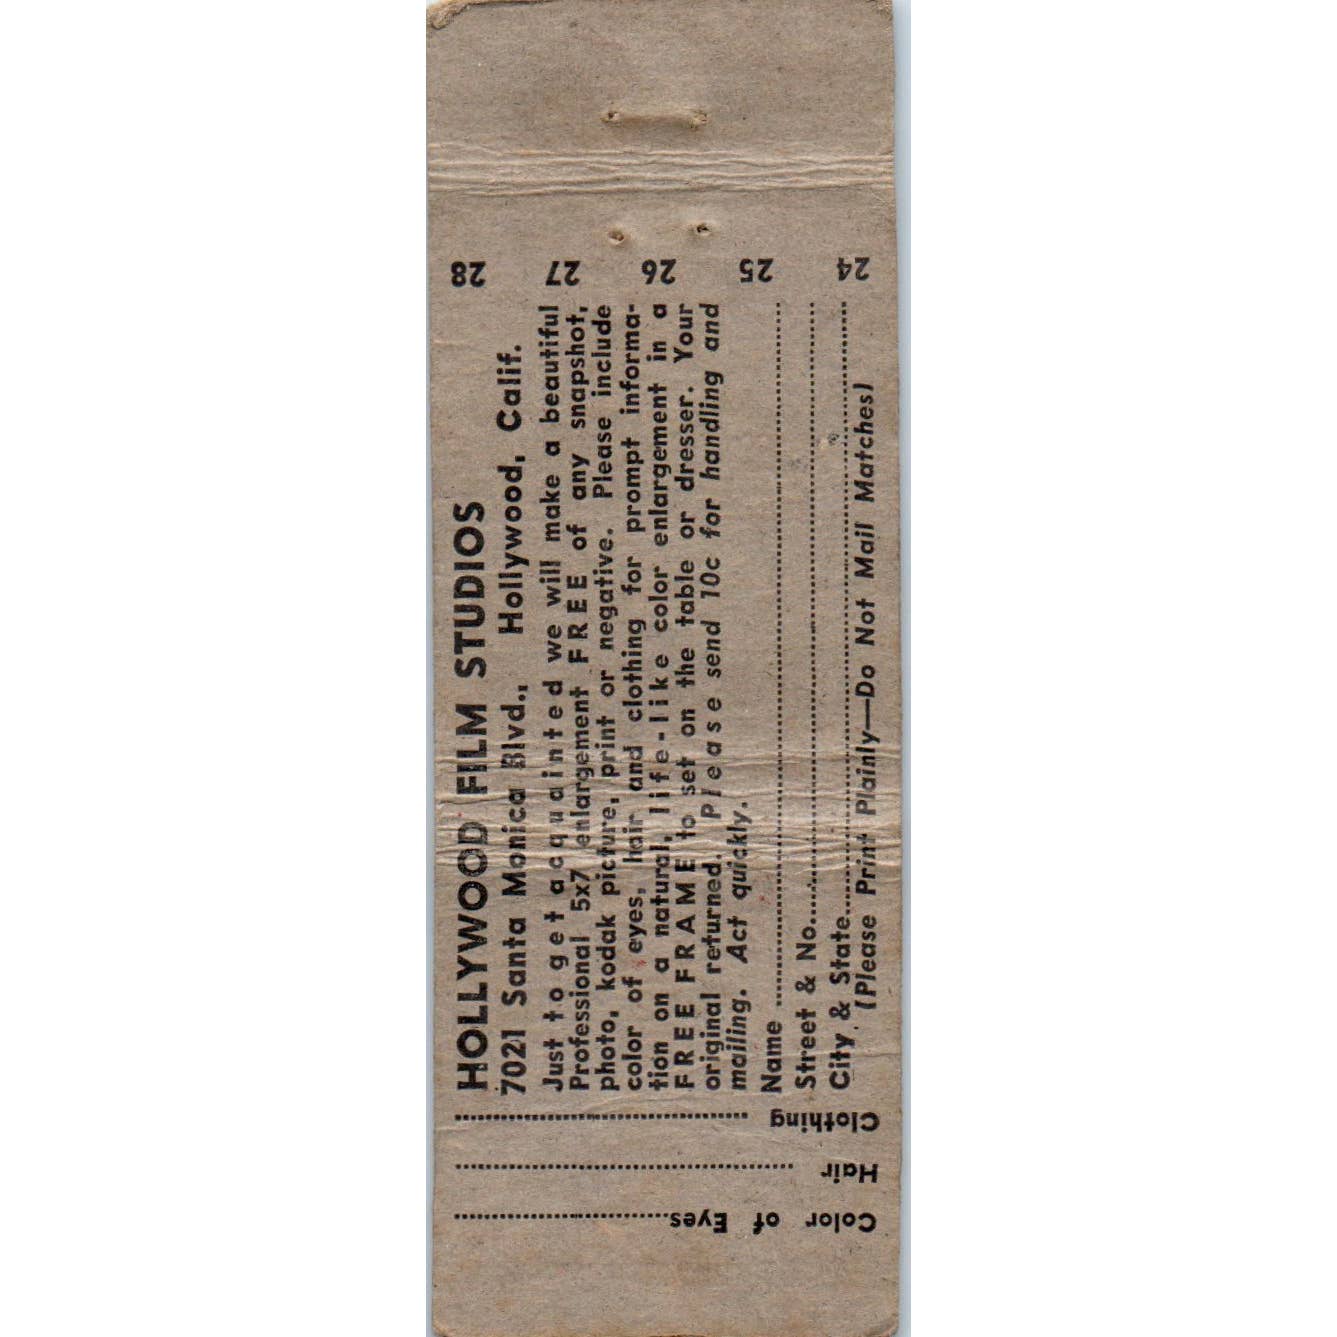 HOLLYWOOD FILM STUDIOS
7021 Santa Monica Blvd., Hollywood, Calif.
Just to get acquainted we will make a beautiful
Professional 5x7 enlargement FREE of any snapshot,
photo, kodak picture, print or negative. Please include
color of eyes, hair and clothing for prompt informa-
tion on a natural, life-like color enlargement in a
FREE FRAME to set on the table or dresser. Your
original returned. Please send 10c for handling and
mailing. Act quickly.
Name
Street & No.
City & State
(Please Print Plainly—Do Not Mail Matches)
24 25 26 27 28
Color of Eyes
Hair
Clothing